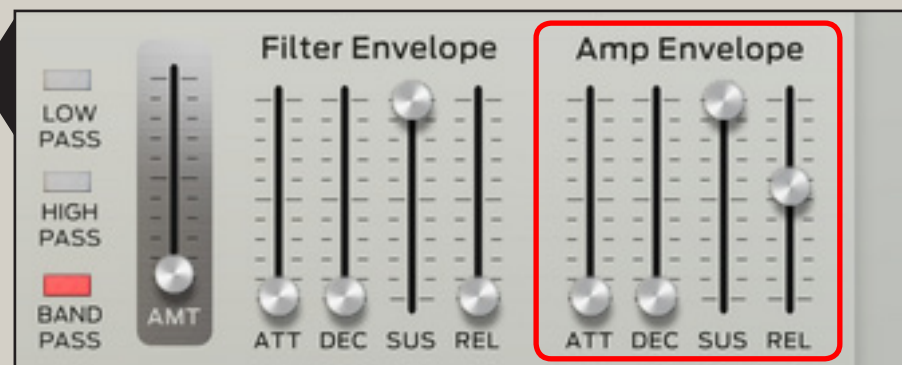 LOW
PASS
HIGH
PASS
BAND
PASS
AMT
Filter Envelope
ATT DEC SUS REL
Amp Envelope
ATT DEC SUS REL